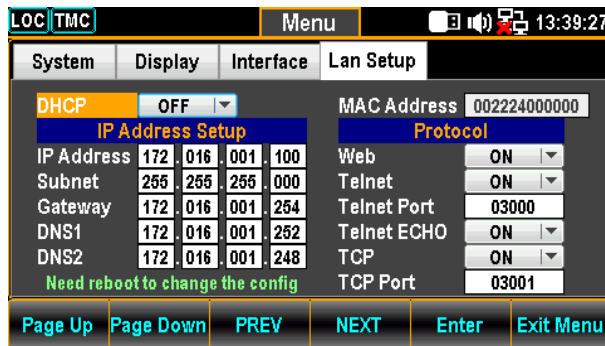 LOC TMC Menu 13:39:27
System Display Interface Lan Setup
DHCP OFF MAC Address 002224000000
IP Address Setup Protocol
IP Address 172 . 016 . 001 . 100 Web ON
Subnet 255 . 255 . 255 . 000 Telnet ON
Gateway 172 . 016 . 001 . 254 Telnet Port 03000
DNS1 172 . 016 . 001 . 252 Telnet ECHO ON
DNS2 172 . 016 . 001 . 248 TCP ON
Need reboot to change the config TCP Port 03001
Page Up Page Down PREV NEXT Enter Exit Menu